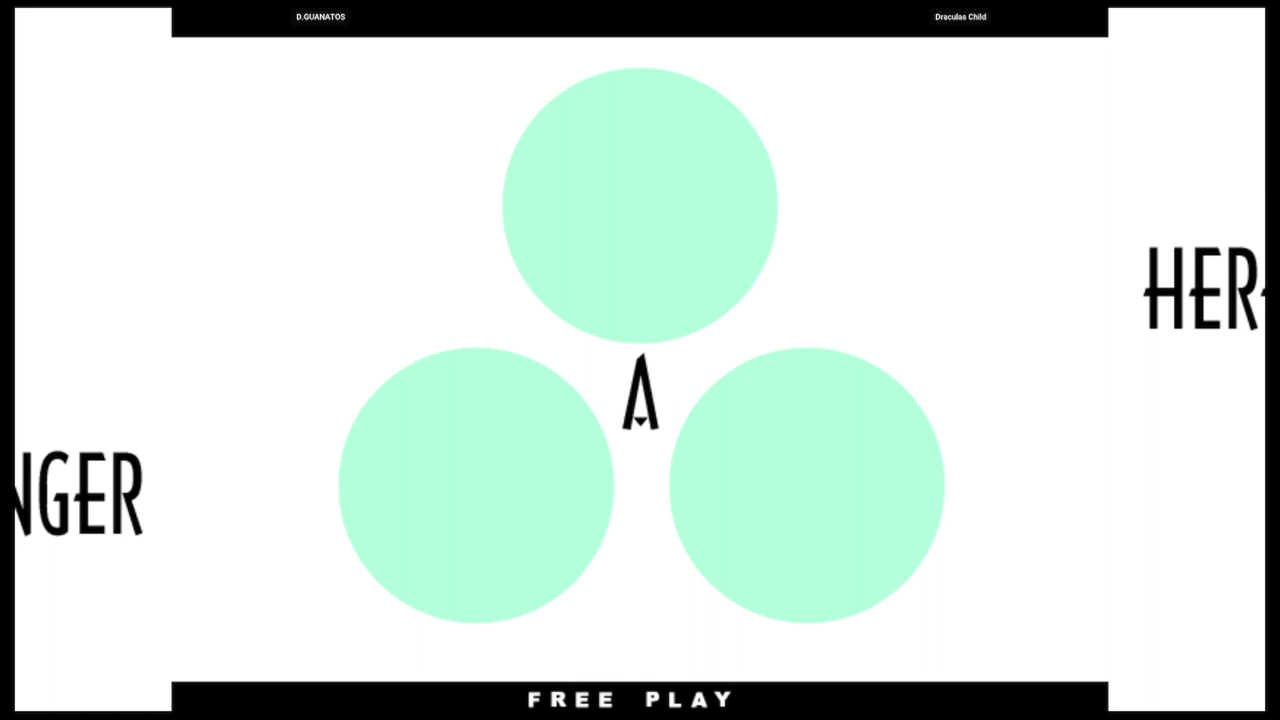 D.GUANATOS
Draculas Child
HER
A
NGER
FREE PLAY